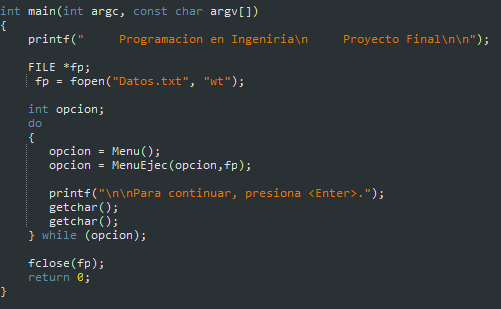 int main(int argc, const char argv[])
{
printf("     Programacion en Ingeniria\n     Proyecto Final\n\n");
FILE *fp;
fp = fopen("Datos.txt", "wt");
int opcion;
do
{
opcion = Menu();
opcion = MenuEjec(opcion,fp);
printf("\n\nPara continuar, presiona <Enter>.");
getchar();
getchar();
} while (opcion);
fclose(fp);
return 0;
}